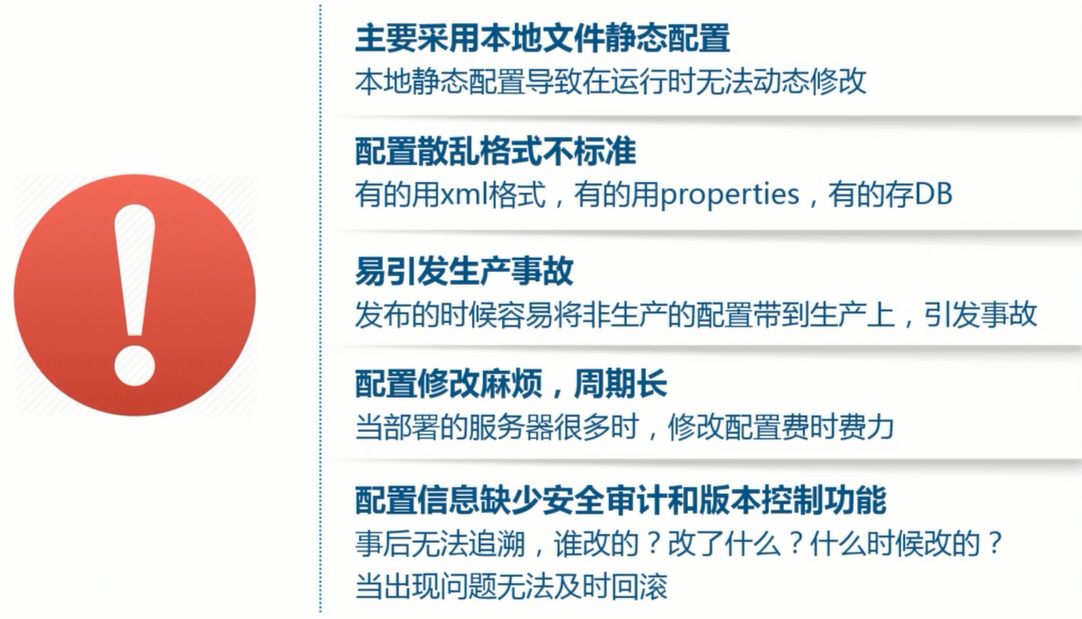 主要采用本地文件静态配置
本地静态配置导致在运行时无法动态修改
配置散乱格式不标准
有的用xml格式，有的用properties，有的存DB
易引发生产事故
发布的时候容易将非生产的配置带到生产上，引发事故
配置修改麻烦，周期长
当部署的服务器很多时，修改配置费时费力
配置信息缺少安全审计和版本控制功能
事后无法追溯，谁改的？改了什么？什么时候改的？
当出现问题无法及时回滚